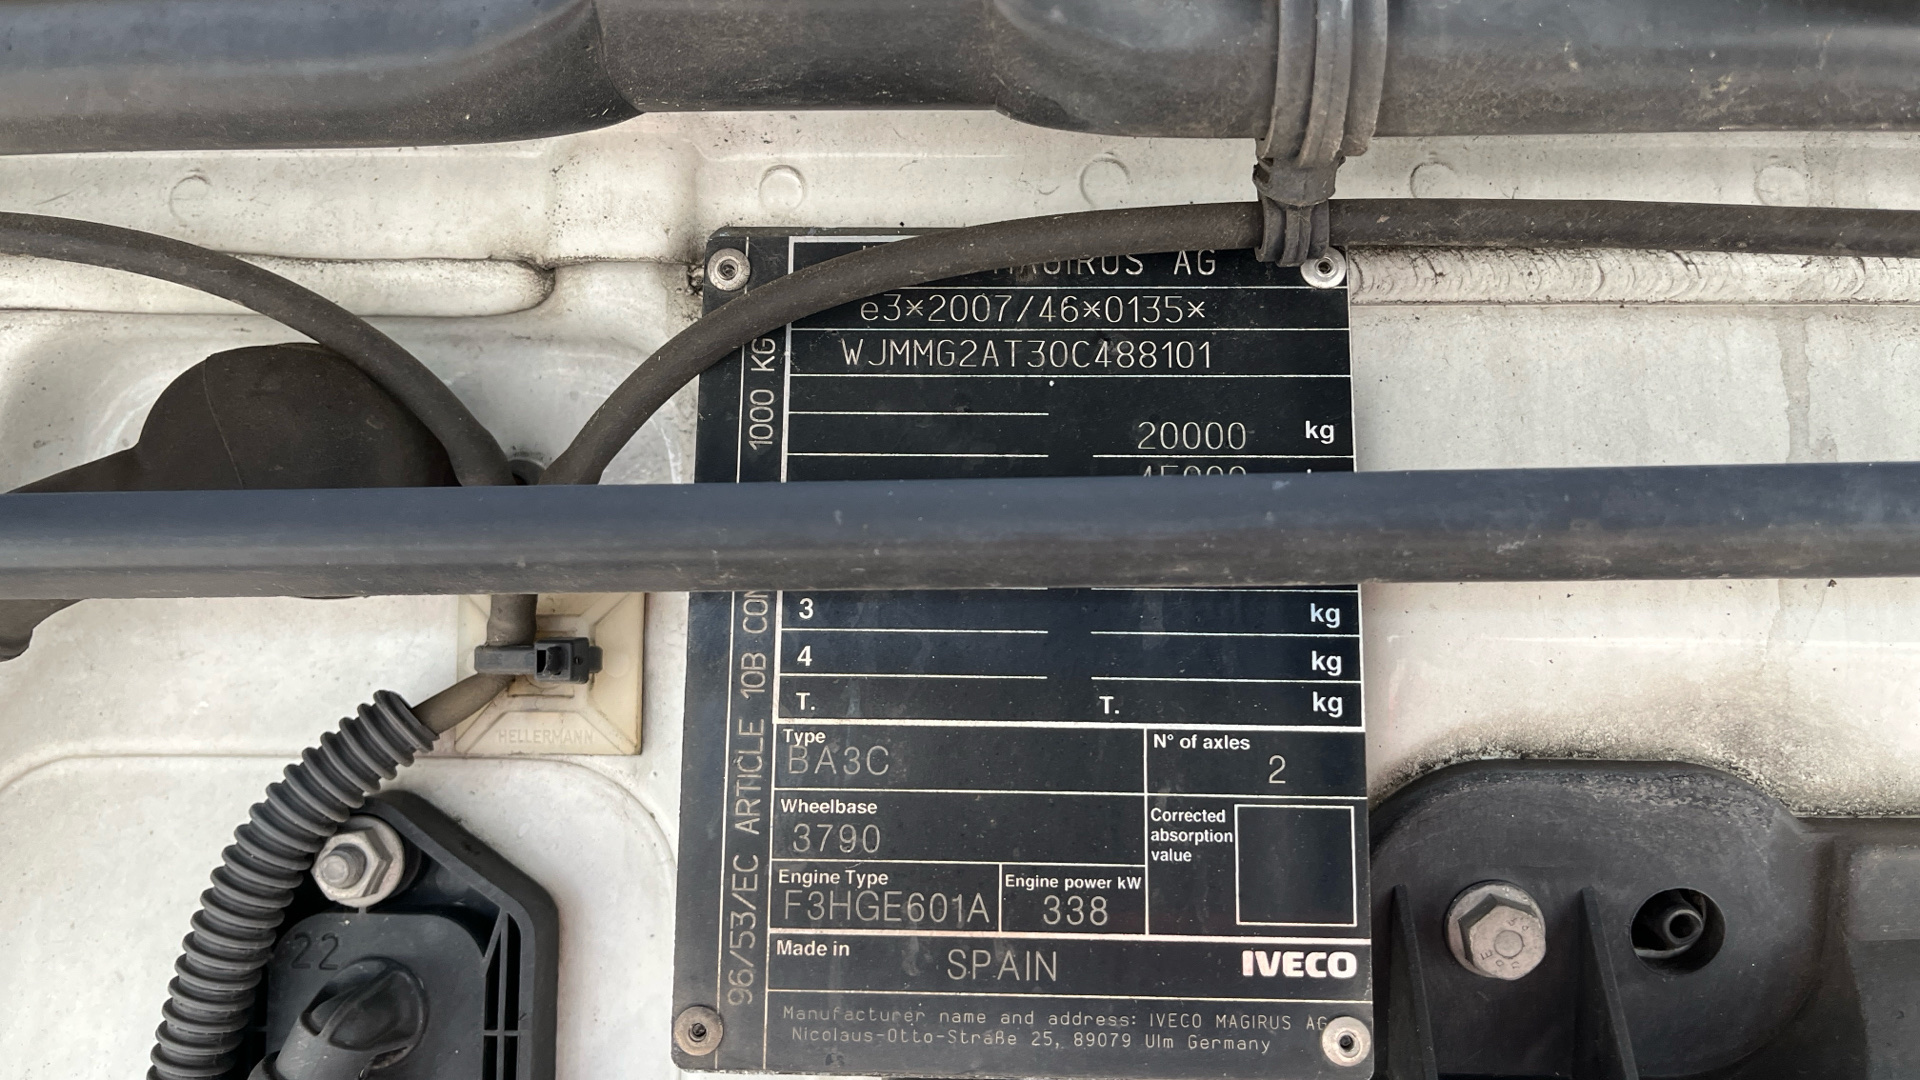 MAGIRUS AG
e3*2007/46*0135*
WJMMG2AT30C488101
20000 kg
3 kg
4 kg
T. T. kg
Type
BA3C
N° of axles
2
Wheelbase
3790
Corrected
absorption
value
Engine Type
F3HGE601A
Engine power kW
338
Made in
SPAIN
IVECO
Manufacturer name and address: IVECO MAGIRUS AG
Nicolaus-Otto-Straße 25, 89079 Ulm Germany
96/53/EC ARTICLE 10B
1000 KG
HELLERMANN
22